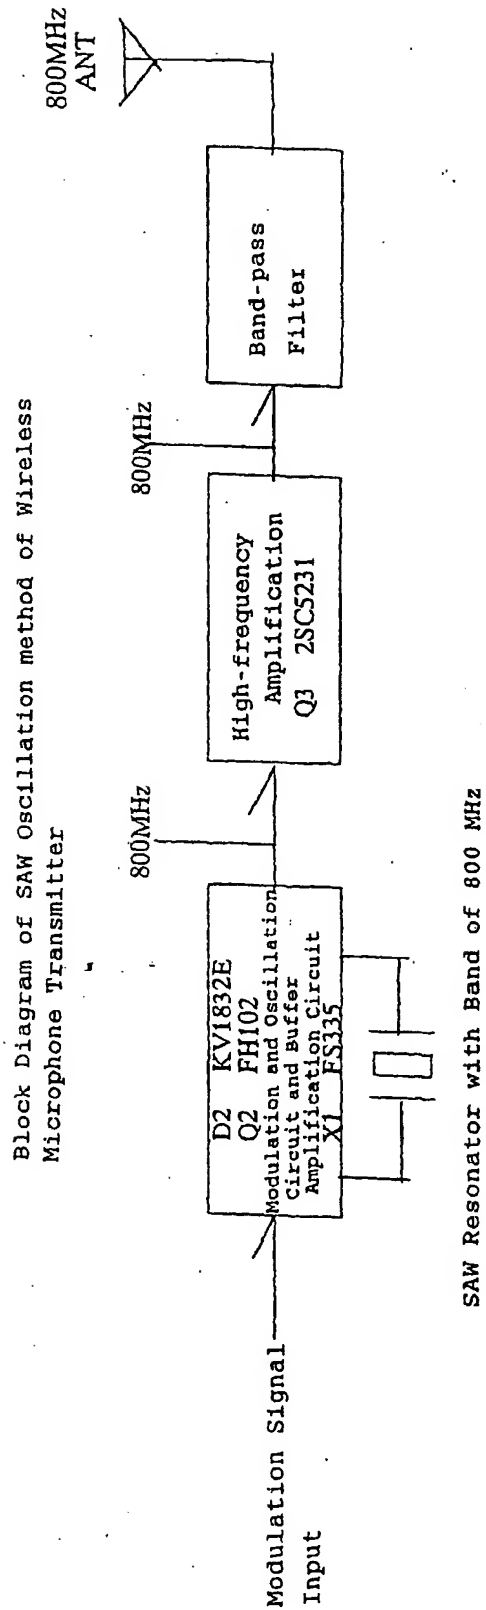 Block Diagram of SAW Oscillation method of Wireless
Microphone Transmitter
800MHz
ANT
800MHz
800MHz
Modulation Signal
Input
D2 KV1832E
Q2 FH102
Modulation and Oscillation
Circuit and Buffer
Amplification Circuit
X1 FS335
High-frequency
Amplification
Q3 2SC5231
Band-pass
Filter
SAW Resonator with Band of 800 MHz